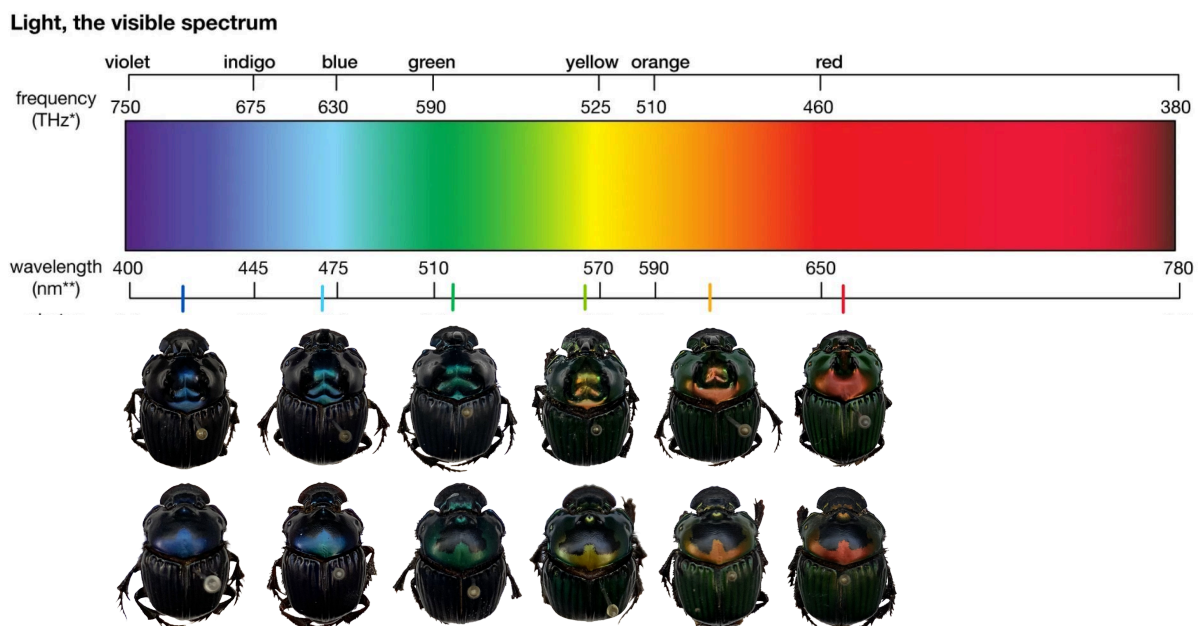 Light, the visible spectrum
violet indigo blue green yellow orange red
frequency
(THz*)
750 675 630 590 525 510 460 380
wavelength
(nm**)
400 445 475 510 570 590 650 780